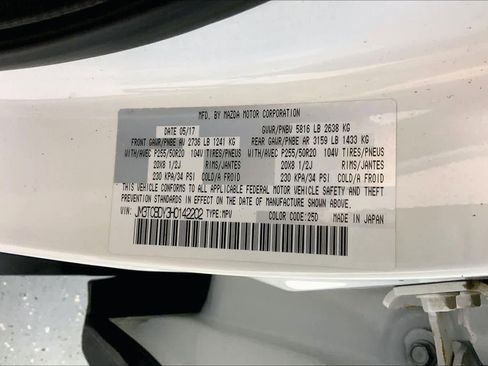 MFD. BY MAZDA MOTOR CORPORATION
DATE 05/17 GVWR/PNBV 5816 LB 2638 KG
FRONT GAWR/PNBE AV 2736 LB 1241 KG REAR GAWR/PNBE AR 3159 LB 1433 KG
WITH/AVEC P255/50R20 104V TIRES/PNEUS WITH/AVEC P255/50R20 104V TIRES/PNEUS
20X8 1/2J RIMS/JANTES 20X8 1/2J RIMS/JANTES
230 KPA/34 PSI COLD/A FROID 230 KPA/34 PSI COLD/A FROID
THIS VEHICLE CONFORMS TO ALL APPLICABLE FEDERAL MOTOR VEHICLE SAFETY AND THEFT
PREVENTION STANDARDS IN EFFECT ON THE DATE OF MANUFACTURE SHOWN ABOVE.
VIN: JM3TCBDY3H0142202 TYPE:MPV COLOR CODE:25D MADE IN JAPAN